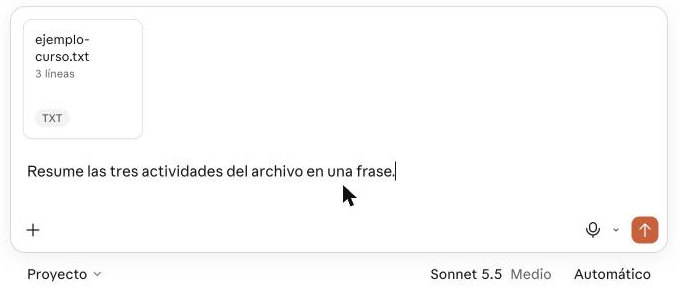 ejemplo-
curso.txt
3 líneas
TXT
Resume las tres actividades del archivo en una frase.
Proyecto
Sonnet 5.5 Medio Automático